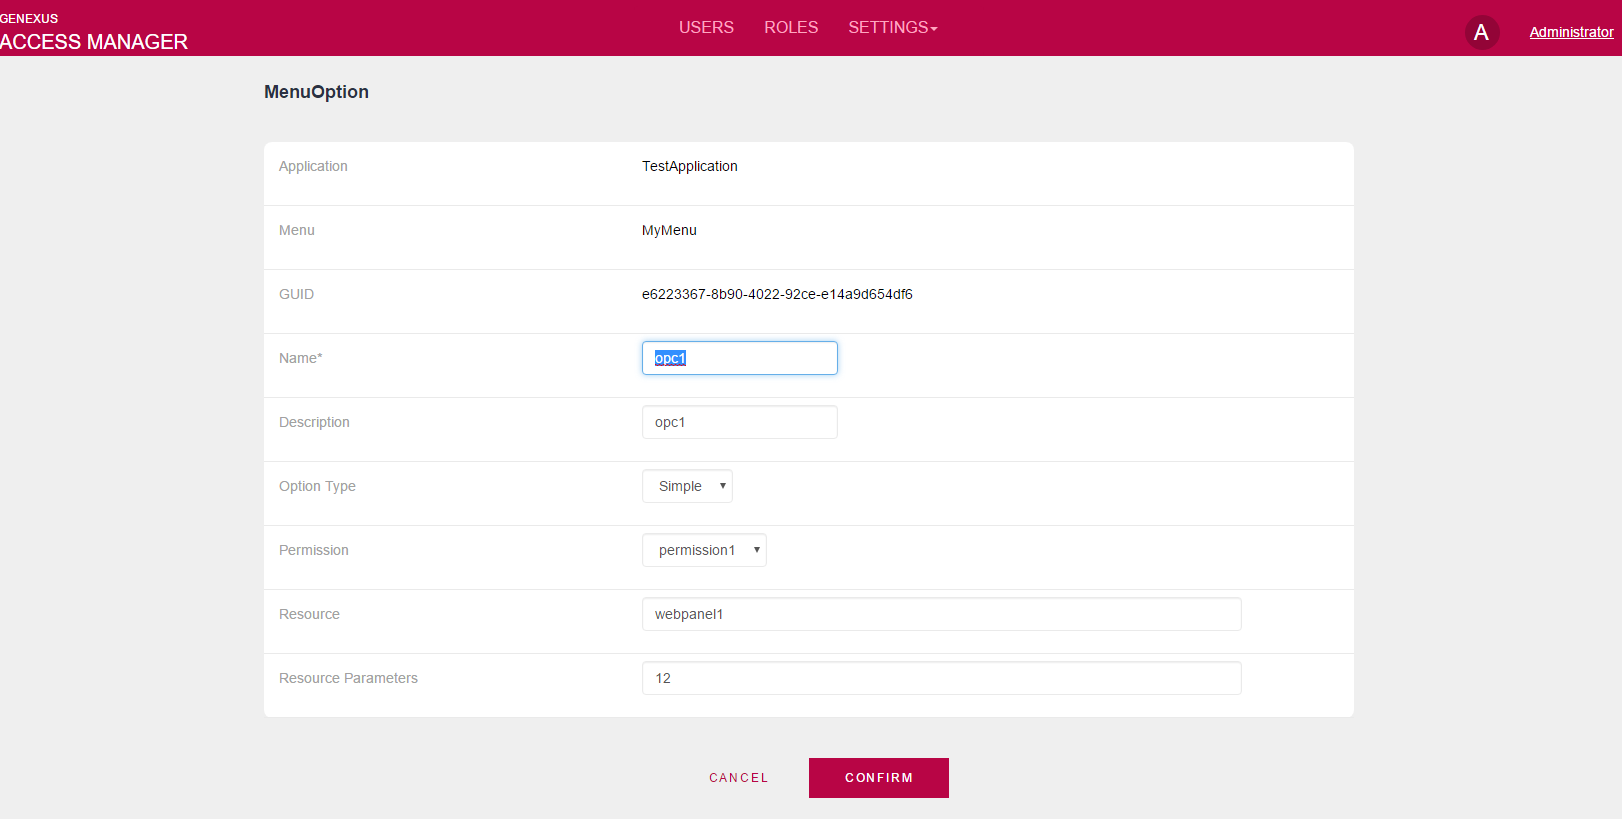 GENEXUS
ACCESS MANAGER
USERS ROLES SETTINGS
A Administrator
MenuOption
Application TestApplication
Menu MyMenu
GUID e6223367-8b90-4022-92ce-e14a9d654df6
Name* opc1
Description opc1
Option Type Simple
Permission permission1
Resource webpanel1
Resource Parameters 12
CANCEL CONFIRM